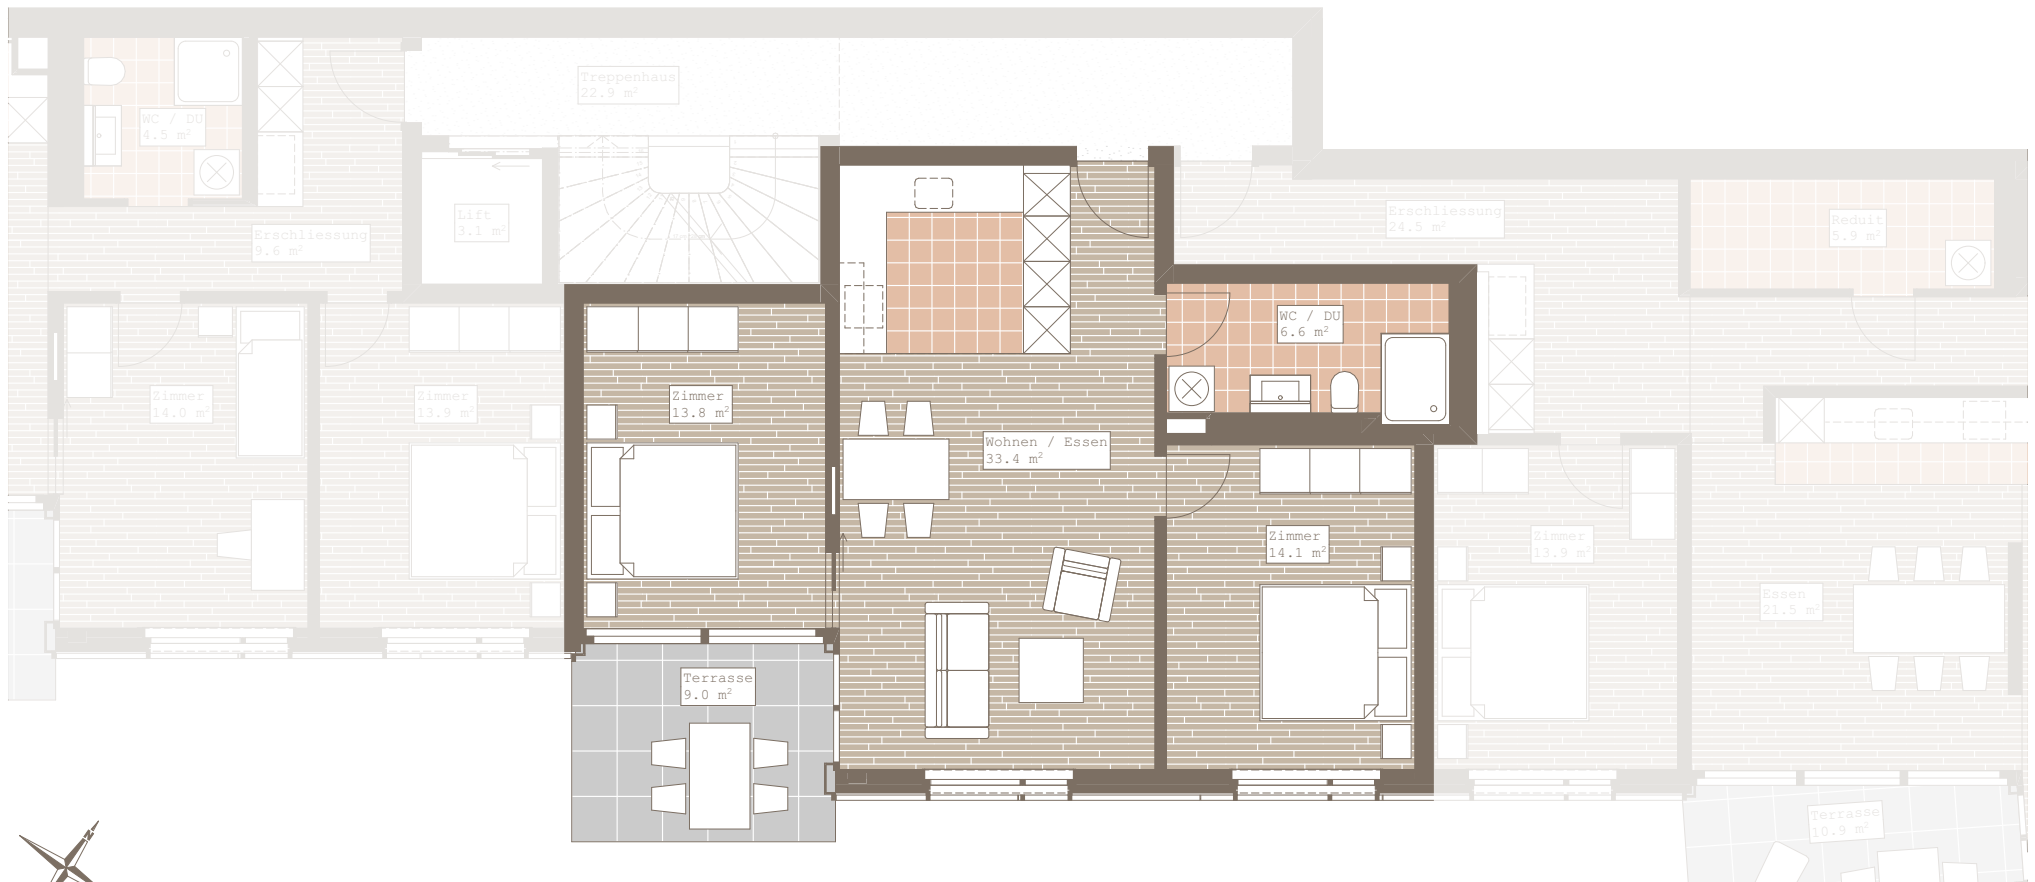 Treppenhaus
22.9 m²
WC / DU
4.5 m²
Lift
3.1 m²
Erschliessung
9.6 m²
Erschliessung
24.5 m²
Reduit
5.9 m²
WC / DU
6.6 m²
Zimmer
14.0 m²
Zimmer
13.9 m²
Zimmer
13.8 m²
Wohnen / Essen
33.4 m²
Zimmer
14.1 m²
Zimmer
13.9 m²
Essen
21.5 m²
Terrasse
9.0 m²
Terrasse
10.9 m²
N